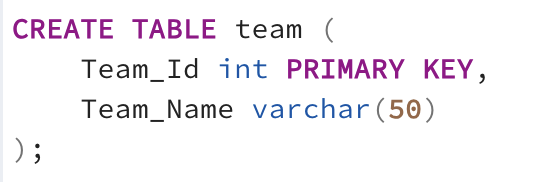 CREATE TABLE team (
    Team_Id int PRIMARY KEY,
    Team_Name varchar(50)
);